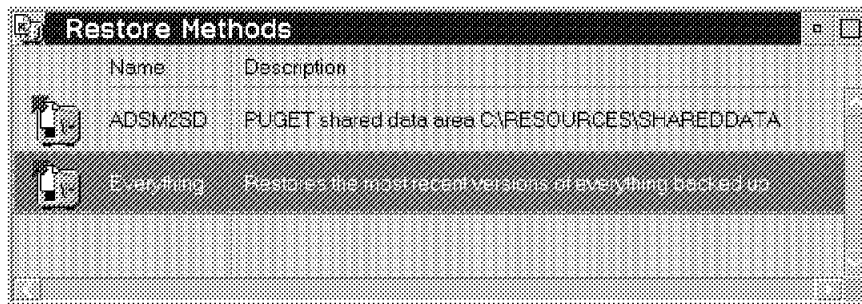 Restore Methods
Name Description
ADSM2SD PUGET shared data area C:\RESOURCES\SHAREDDATA
Everything Restores the most recent versions of everything backed up